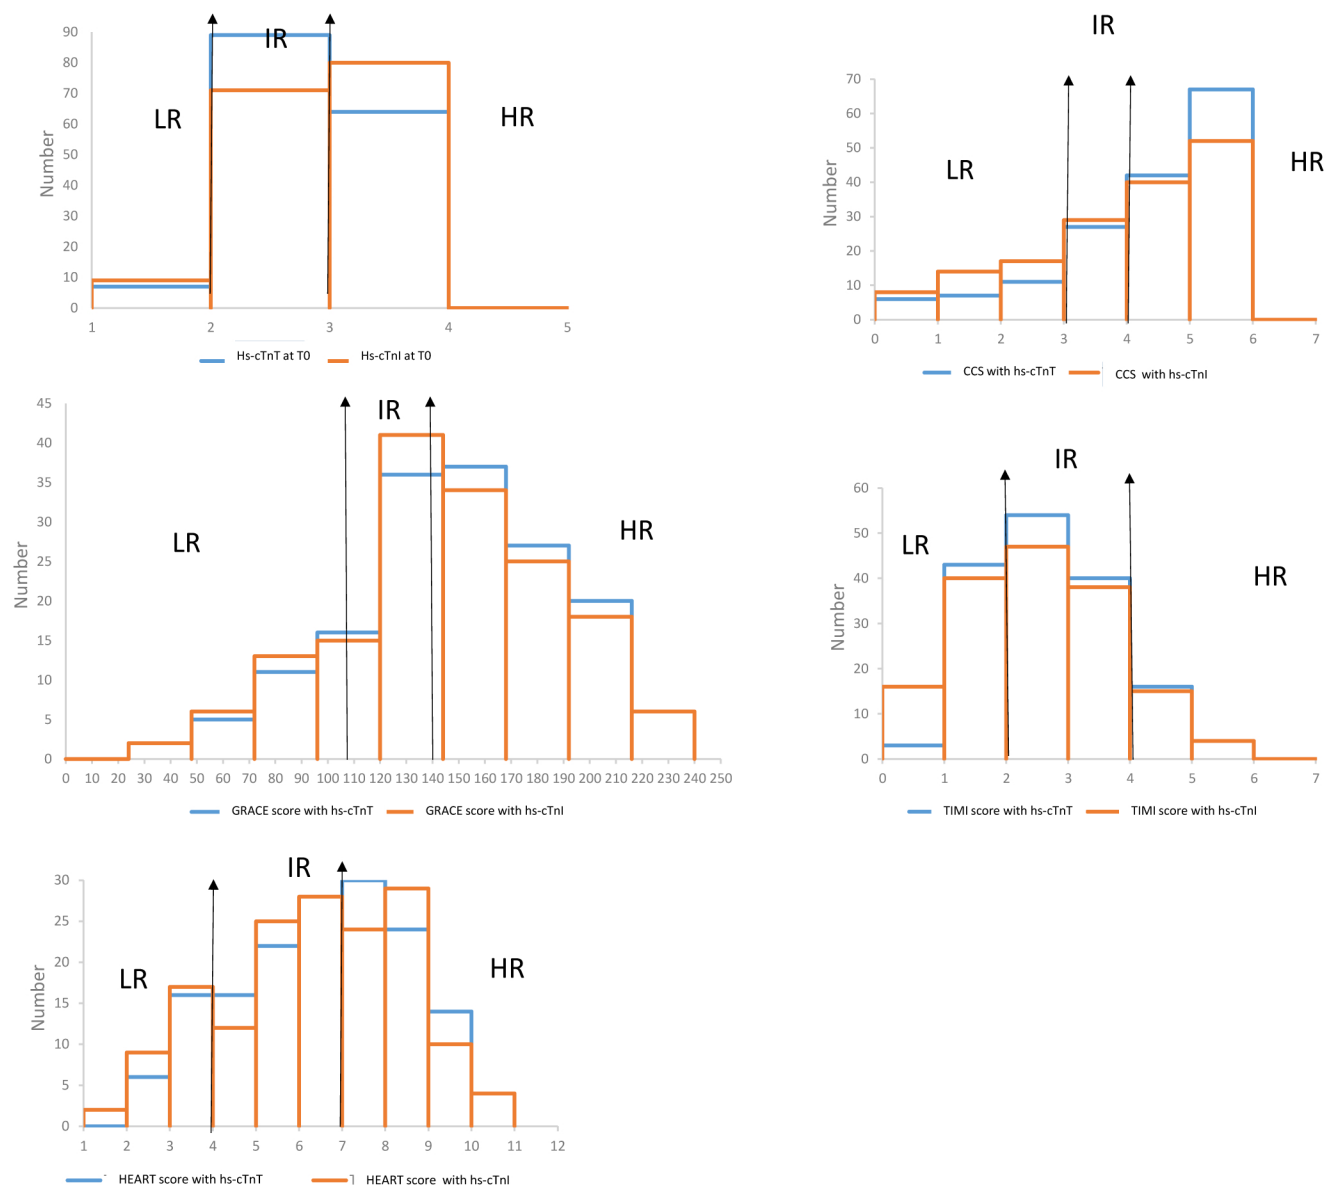 IR
LR
HR
Number
90
80
70
60
50
40
30
20
10
0
1 2 3 4 5
Hs-cTnT at T0 Hs-cTnI at T0
IR
LR
HR
Number
70
60
50
40
30
20
10
0
0 1 2 3 4 5 6 7
CCS with hs-cTnT CCS with hs-cTnI
IR
LR
HR
Number
45
40
35
30
25
20
15
10
5
0
0 10 20 30 40 50 60 70 80 90 100 110 120 130 140 150 160 170 180 190 200 210 220 230 240 250
GRACE score with hs-cTnT GRACE score with hs-cTnI
IR
LR
HR
Number
60
50
40
30
20
10
0
0 1 2 3 4 5 6 7
TIMI score with hs-cTnT TIMI score with hs-cTnI
IR
LR
HR
Number
30
25
20
15
10
5
0
1 2 3 4 5 6 7 8 9 10 11 12
HEART score with hs-cTnT HEART score with hs-cTnI